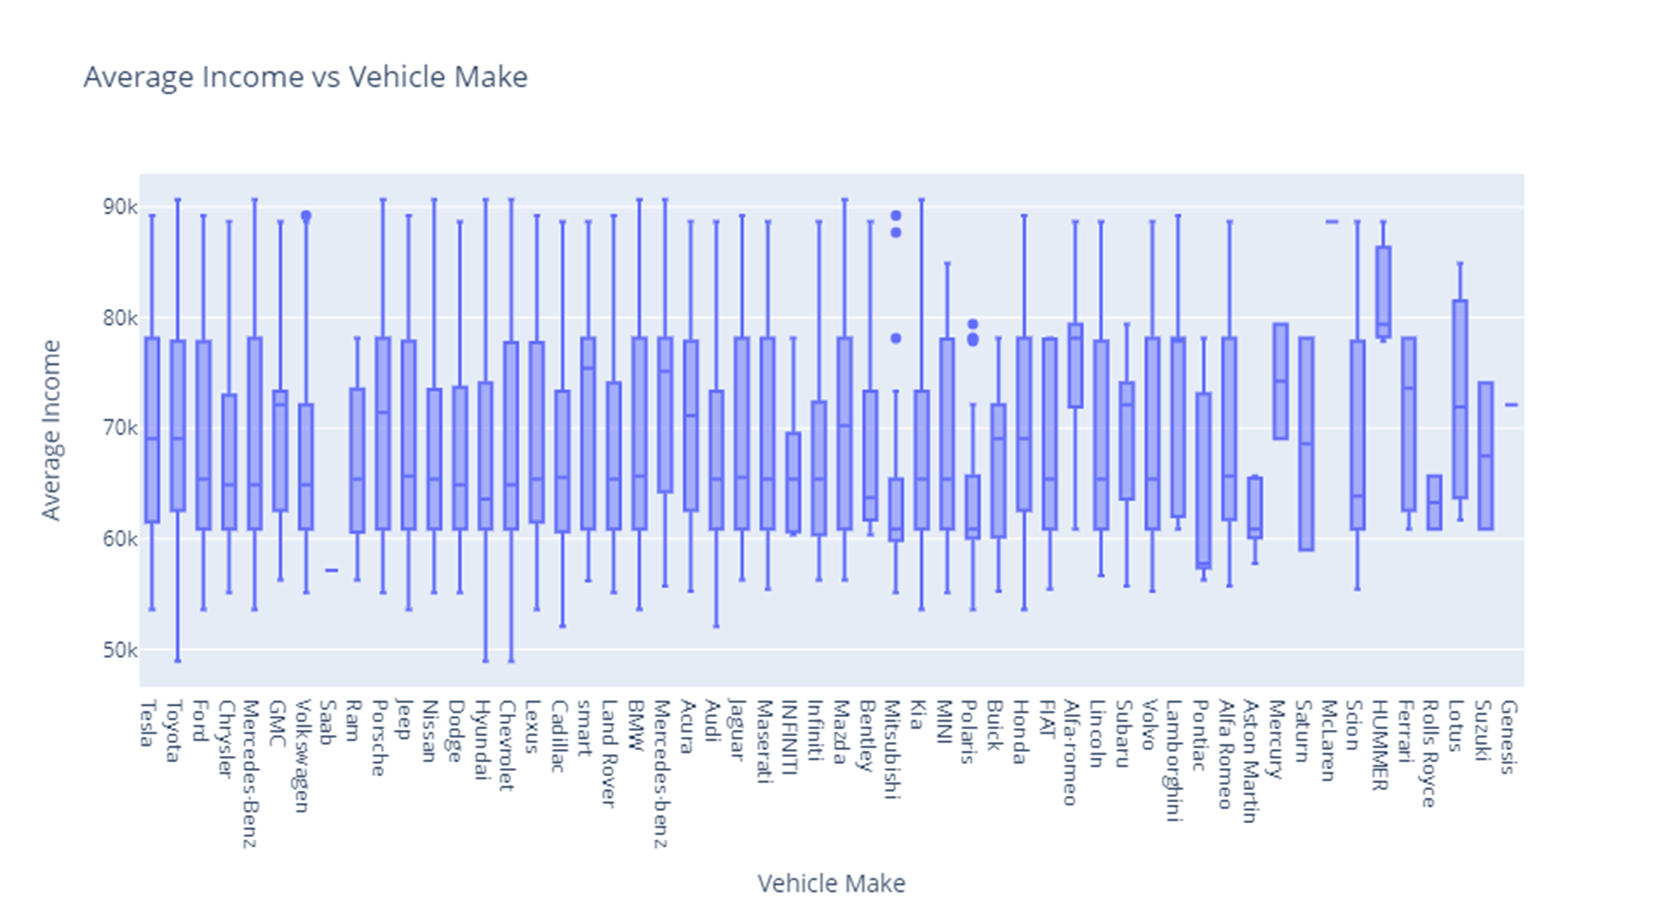 Average Income vs Vehicle Make
90k
80k
70k
60k
50k
Average Income
Tesla
Toyota
Ford
Chrysler
Mercedes-Benz
GMC
Volkswagen
Saab
Ram
Porsche
Jeep
Nissan
Dodge
Hyundai
Chevrolet
Lexus
Cadillac
smart
Land Rover
BMW
Mercedes-benz
Acura
Audi
Jaguar
Maserati
INFINITI
Infiniti
Mazda
Bentley
Mitsubishi
Kia
MINI
Polaris
Buick
Honda
FIAT
Alfa-romeo
Lincoln
Subaru
Volvo
Lamborghini
Pontiac
Alfa Romeo
Aston Martin
Mercury
Saturn
McLaren
Scion
HUMMER
Ferrari
Rolls Royce
Lotus
Suzuki
Genesis
Vehicle Make